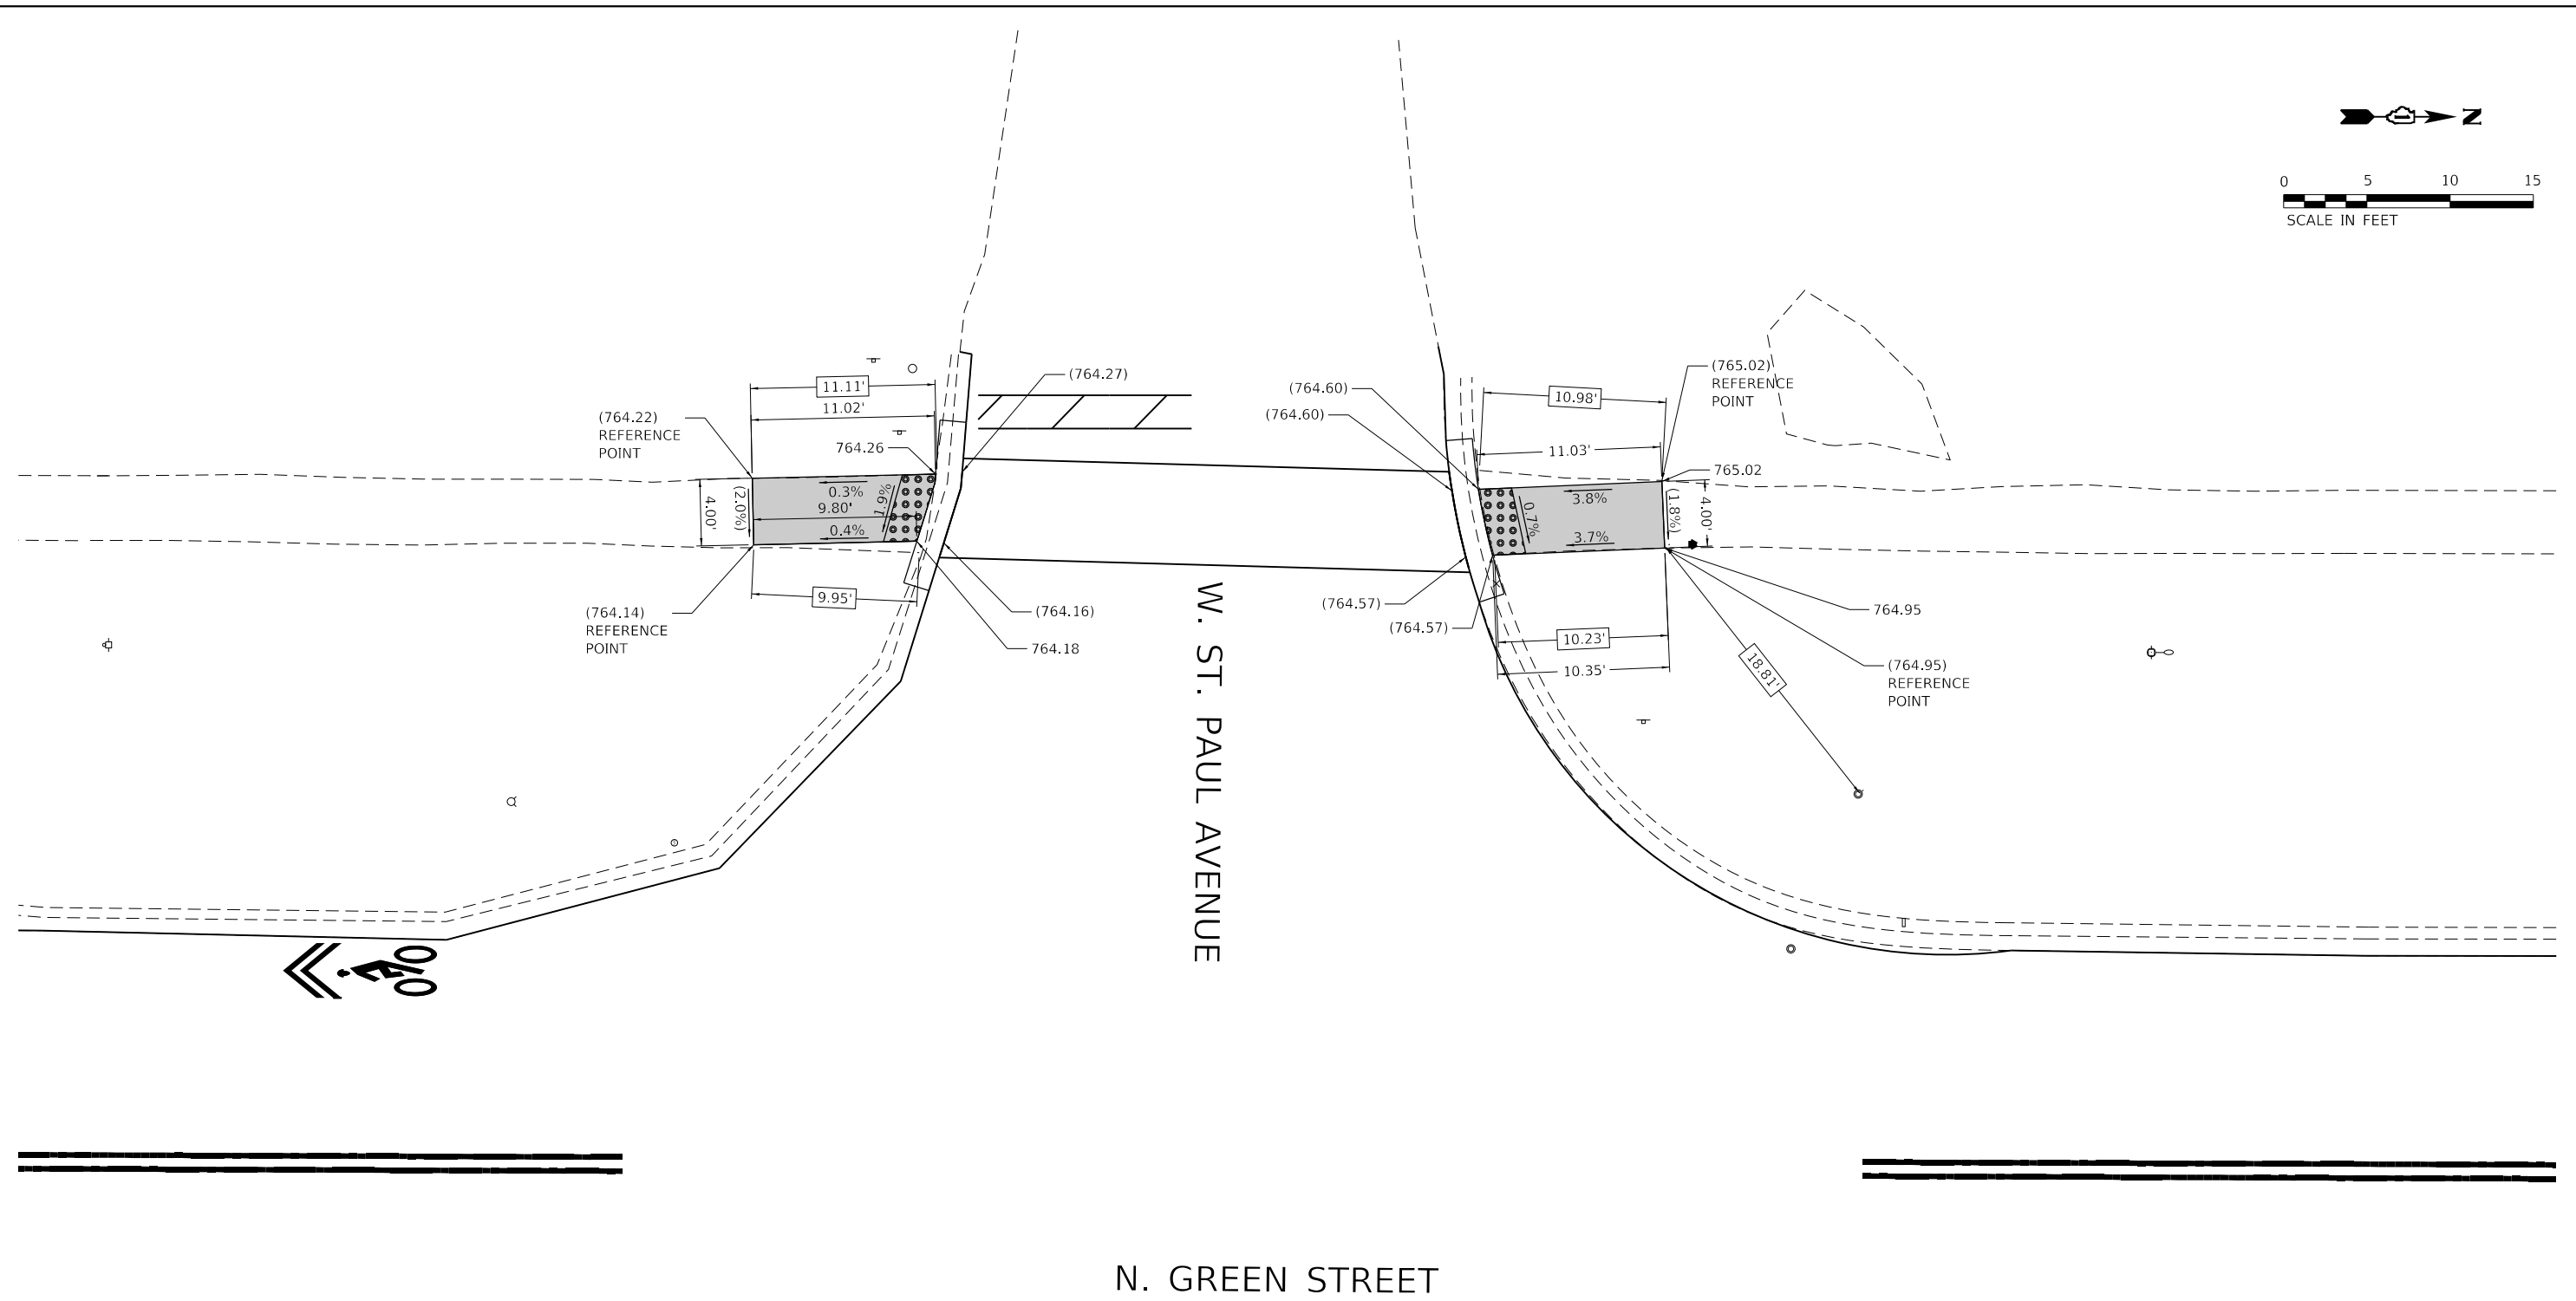 N
0 5 10 15
SCALE IN FEET
11.11'
11.02'
(764.22)
REFERENCE
POINT
764.26
(764.27)
0.3%
9.80'
0.4%
1.9%
(2.0%)
4.00'
9.95'
(764.14)
REFERENCE
POINT
(764.16)
764.18
(764.60)
(764.60)
10.98'
11.03'
(765.02)
REFERENCE
POINT
765.02
3.8%
3.7%
0.7%
(1.8%)
4.00'
(764.57)
(764.57)
10.23'
10.35'
764.95
(764.95)
REFERENCE
POINT
18.81'
W. ST. PAUL AVENUE
N. GREEN STREET